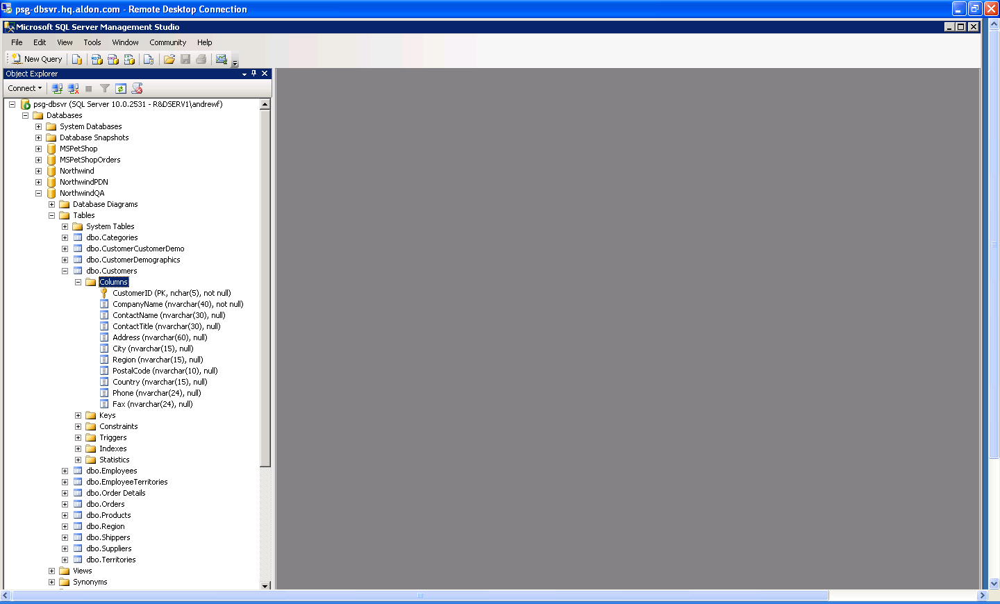 psg-dbsvr.hq.aldon.com - Remote Desktop Connection
Microsoft SQL Server Management Studio
File Edit View Tools Window Community Help
New Query
Object Explorer
Connect
psg-dbsvr (SQL Server 10.0.2531 - R&DSERV1\andrewf)
Databases
System Databases
Database Snapshots
MSPetShop
MSPetShopOrders
Northwind
NorthwindPDN
NorthwindQA
Database Diagrams
Tables
System Tables
dbo.Categories
dbo.CustomerCustomerDemo
dbo.CustomerDemographics
dbo.Customers
Columns
CustomerID (PK, nchar(5), not null)
CompanyName (nvarchar(40), not null)
ContactName (nvarchar(30), null)
ContactTitle (nvarchar(30), null)
Address (nvarchar(60), null)
City (nvarchar(15), null)
Region (nvarchar(15), null)
PostalCode (nvarchar(10), null)
Country (nvarchar(15), null)
Phone (nvarchar(24), null)
Fax (nvarchar(24), null)
Keys
Constraints
Triggers
Indexes
Statistics
dbo.Employees
dbo.EmployeeTerritories
dbo.Order Details
dbo.Orders
dbo.Products
dbo.Region
dbo.Shippers
dbo.Suppliers
dbo.Territories
Views
Synonyms